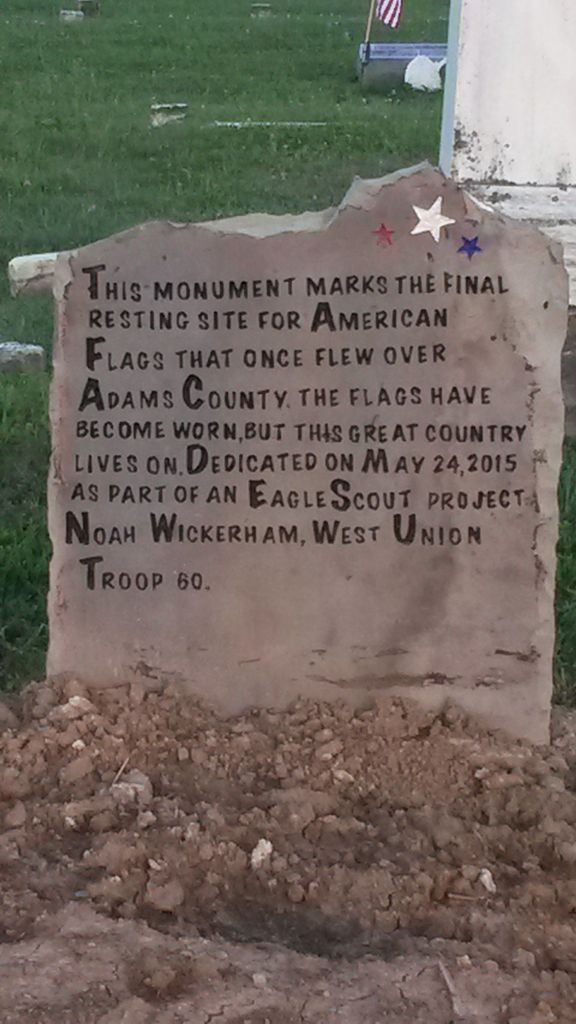 THIS MONUMENT MARKS THE FINAL
RESTING SITE FOR AMERICAN
FLAGS THAT ONCE FLEW OVER
ADAMS COUNTY. THE FLAGS HAVE
BECOME WORN, BUT THIS GREAT COUNTRY
LIVES ON. DEDICATED ON MAY 24, 2015
AS PART OF AN EAGLE SCOUT PROJECT
NOAH WICKERHAM, WEST UNION
TROOP 60.